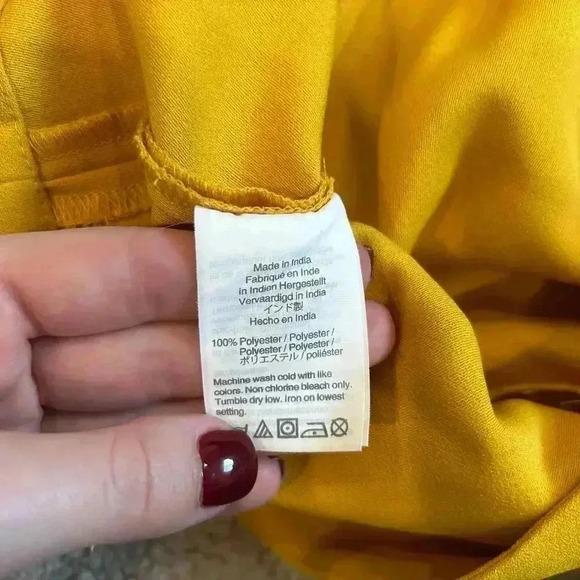 Made in India
Fabriqué en Inde
in Indien Hergestellt
Vervaardigd in India
インド製
Hecho en India
100% Polyester / Polyester /
Polyester / Polyester /
ポリエステル / poliéster
Machine wash cold with like
colors. Non chlorine bleach only.
Tumble dry low. Iron on lowest
setting.